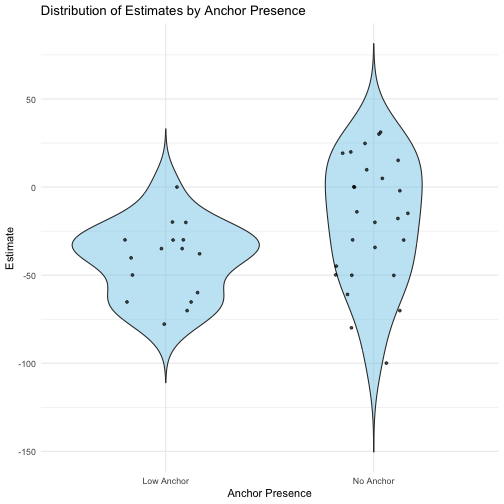 Distribution of Estimates by Anchor Presence
Estimate
50
0
-50
-100
-150
Low Anchor
No Anchor
Anchor Presence